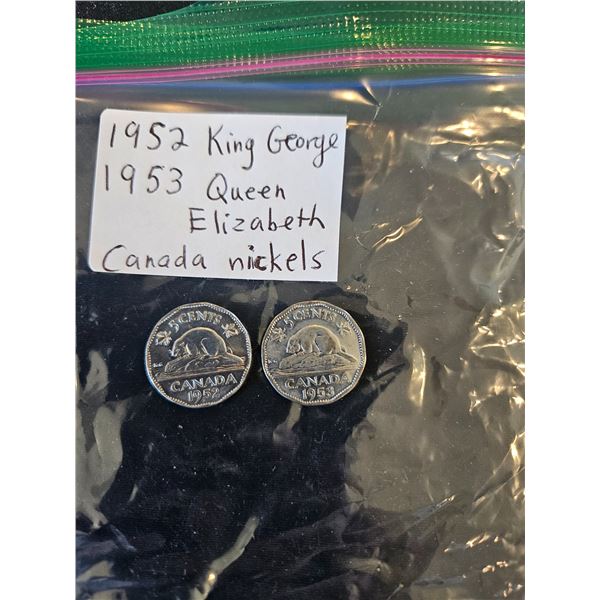 1952 King George
1953 Queen
Elizabeth
Canada nickels
5 CENTS
CANADA
1952
5 CENTS
CANADA
1953